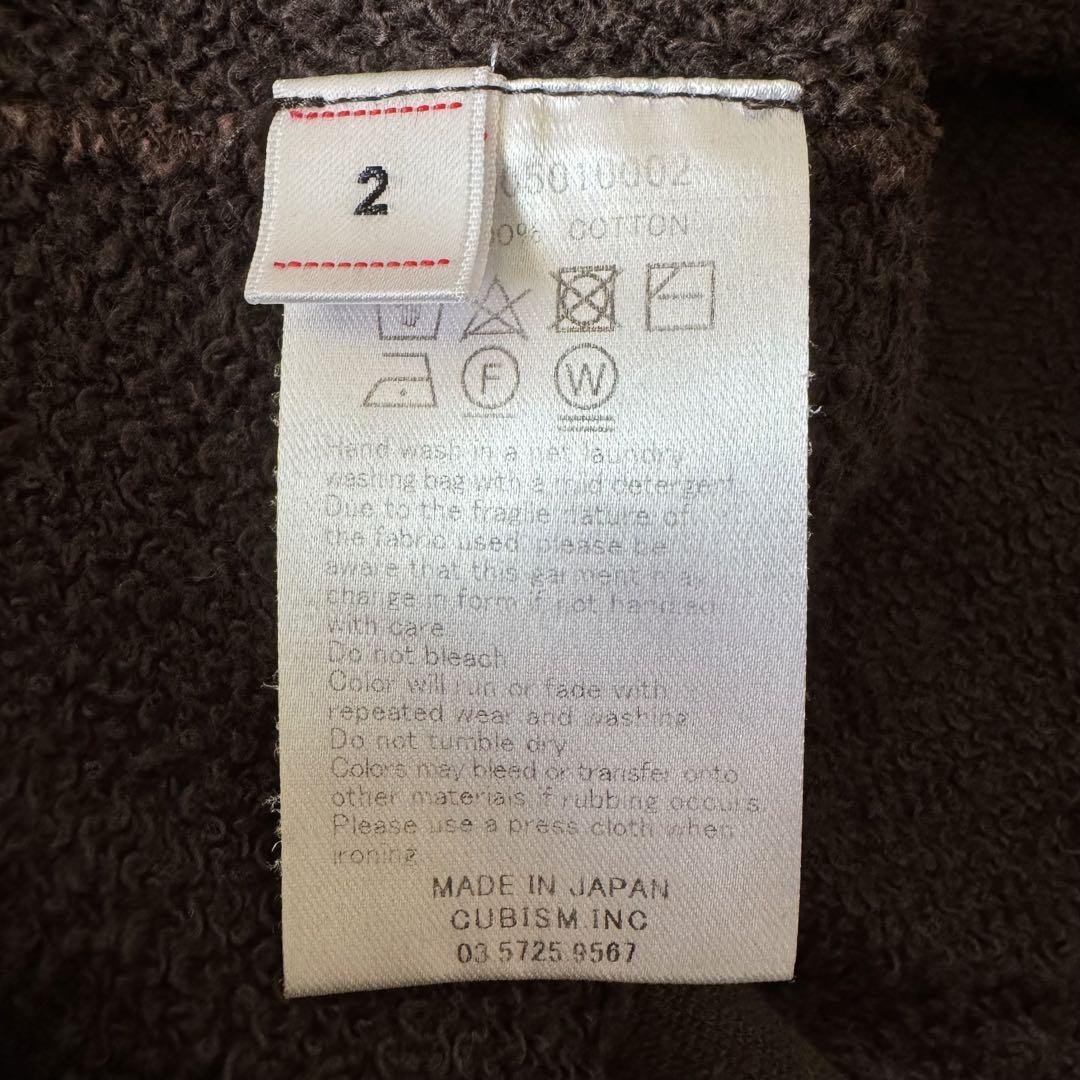 2
05010002
COTTON
F
W
Hand wash in a net laundry
washing bag with a mild detergent
Due to the fragile nature of
the fabric used, please be
aware that this garment may
change in form if not handled
with care
Do not bleach
Color will run or fade with
repeated wear and washing
Do not tumble dry
Colors may bleed or transfer onto
other materials if rubbing occurs
Please use a press cloth when
ironing
MADE IN JAPAN
CUBISM.INC
03 5725 9567